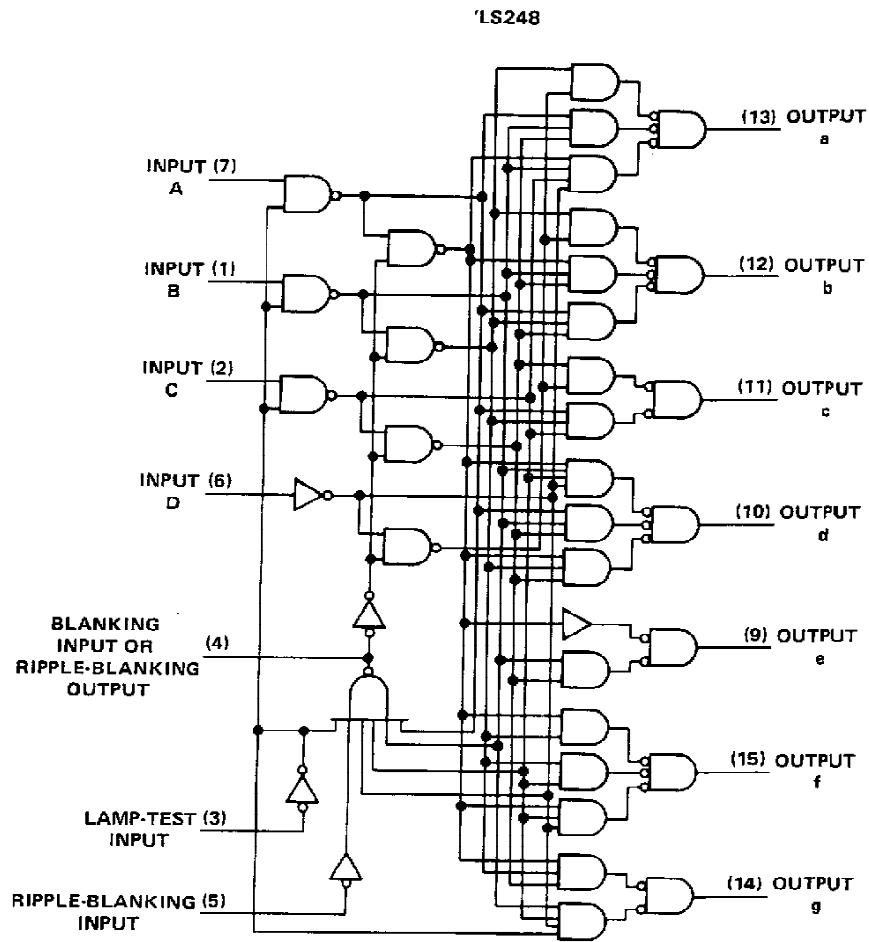 'LS248
(13) OUTPUT
a
INPUT (7)
A
(12) OUTPUT
b
INPUT (1)
B
INPUT (2)
C
(11) OUTPUT
c
INPUT (6)
D
(10) OUTPUT
d
BLANKING
INPUT OR (4)
RIPPLE-BLANKING
OUTPUT
(9) OUTPUT
e
(15) OUTPUT
f
LAMP-TEST (3)
INPUT
(14) OUTPUT
g
RIPPLE-BLANKING (5)
INPUT